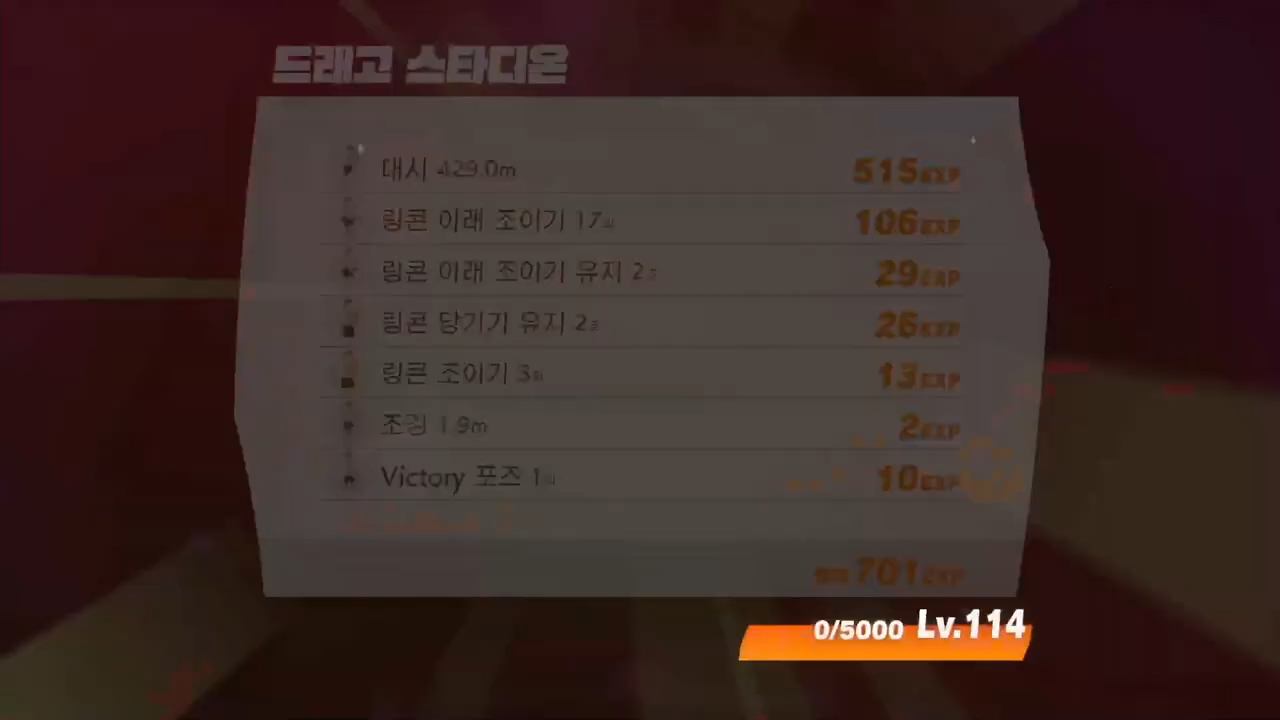 드래고 스타디온
대시 429.0m 515EXP
링콘 아래 조이기 17회 106EXP
링콘 아래 조이기 유지 2초 29EXP
링콘 당기기 유지 2초 26EXP
링콘 조이기 3회 13EXP
조깅 1.9m 2EXP
Victory 포즈 1회 10EXP
701EXP
0/5000 Lv.114